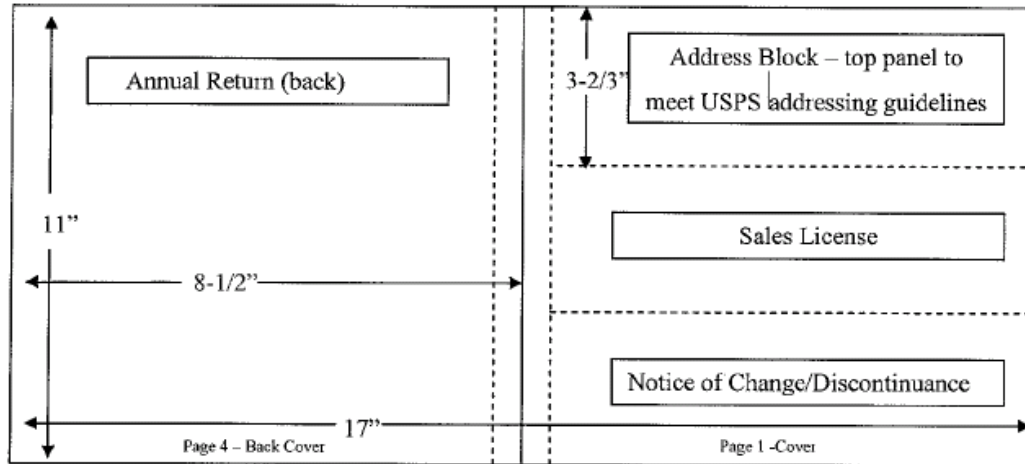 Annual Return (back)
Address Block – top panel to
meet USPS addressing guidelines
3-2/3”
11”
Sales License
8-1/2”
Notice of Change/Discontinuance
17”
Page 4 – Back Cover
Page 1 -Cover